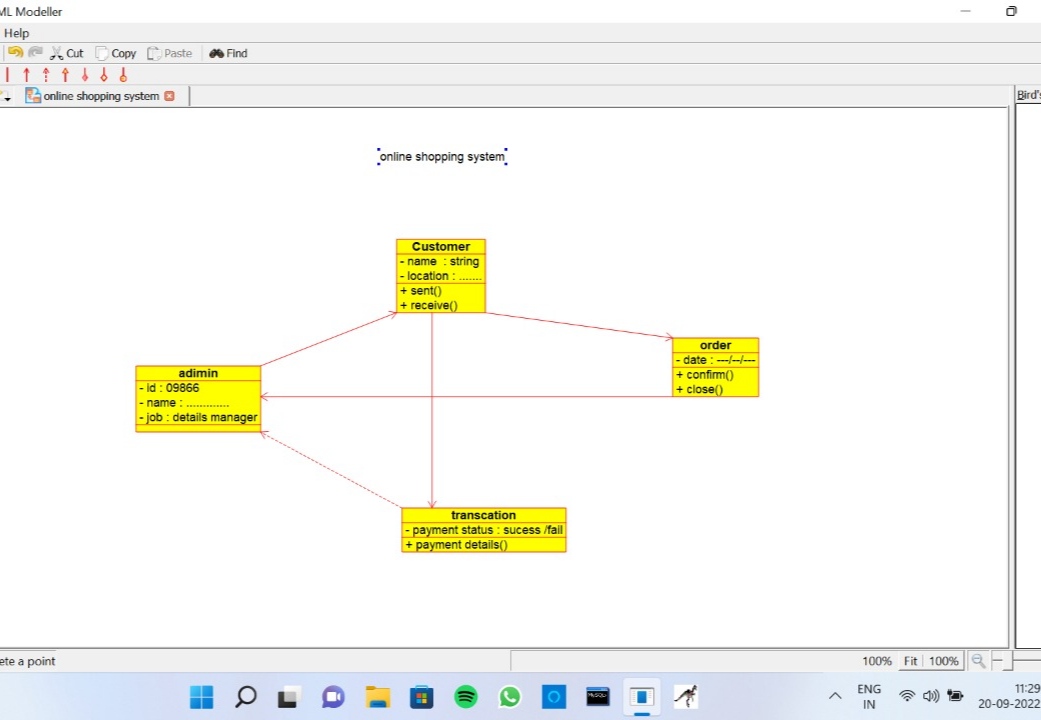 ML Modeller
Help
Cut Copy Paste Find
online shopping system
Bird's
online shopping system
Customer
- name : string
- location : .......
+ sent()
+ receive()
order
- date : ---/--/---
+ confirm()
+ close()
adimin
- id : 09866
- name : .............
- job : details manager
transcation
- payment status : sucess /fail
+ payment details()
ete a point
100% Fit 100%
ENG
IN
11:29
20-09-2022